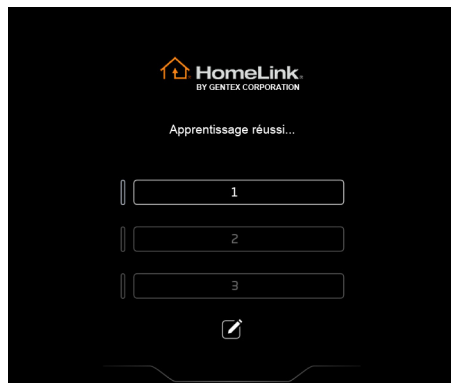 HomeLink
BY GENTEX CORPORATION
Apprentissage réussi...
1
2
3